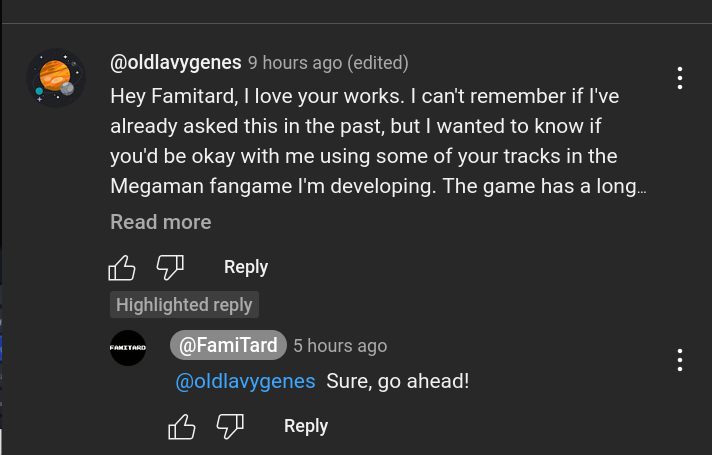 @oldlavygenes 9 hours ago (edited)
Hey Famitard, I love your works. I can't remember if I've
already asked this in the past, but I wanted to know if
you'd be okay with me using some of your tracks in the
Megaman fangame I'm developing. The game has a long...
Read more
Reply
Highlighted reply
FAMITARD
@FamiTard 5 hours ago
@oldlavygenes Sure, go ahead!
Reply